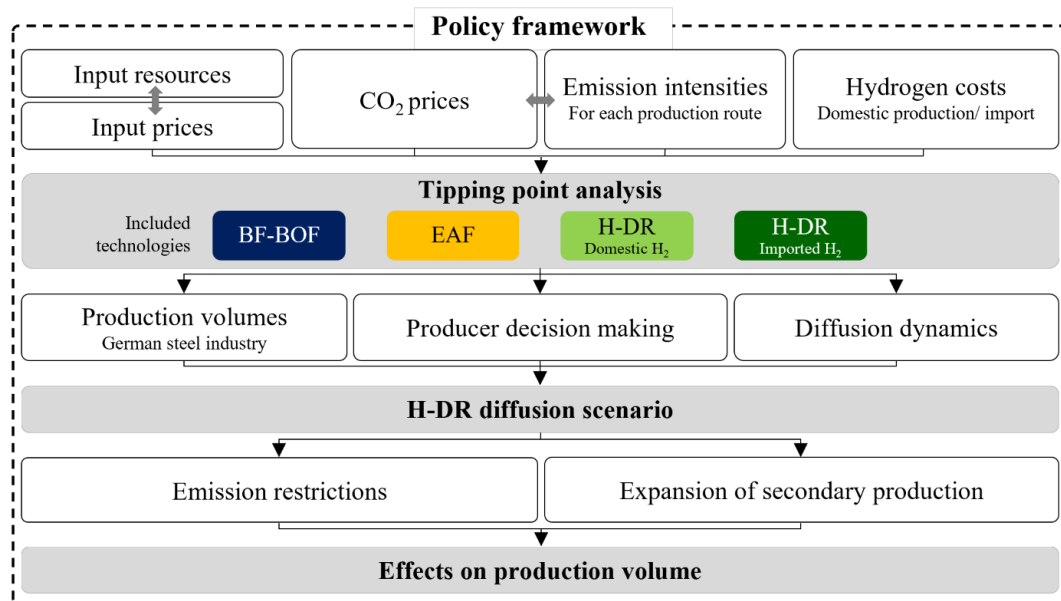 Policy framework
Input resources
Input prices
CO₂ prices
Emission intensities
For each production route
Hydrogen costs
Domestic production/ import
Tipping point analysis
Included
technologies
BF-BOF
EAF
H-DR
Domestic H₂
H-DR
Imported H₂
Production volumes
German steel industry
Producer decision making
Diffusion dynamics
H-DR diffusion scenario
Emission restrictions
Expansion of secondary production
Effects on production volume